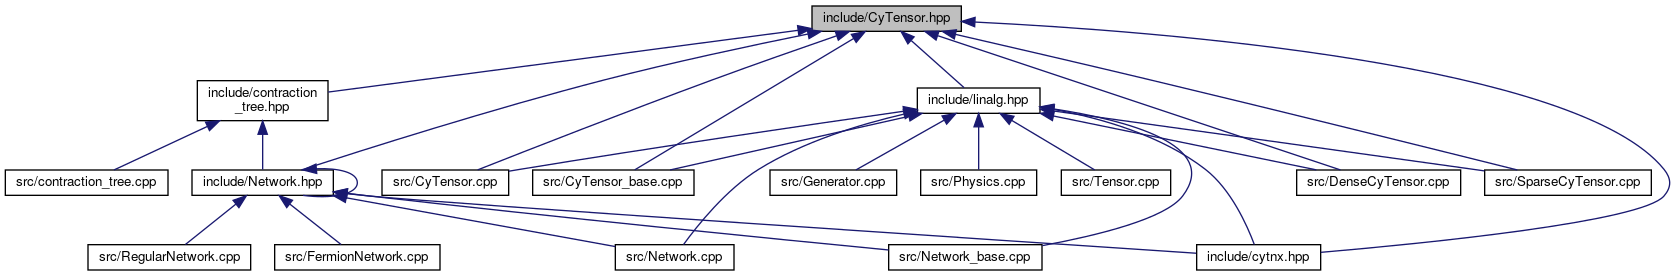 include/CyTensor.hpp
include/contraction
_tree.hpp
include/linalg.hpp
src/contraction_tree.cpp
include/Network.hpp
src/CyTensor.cpp
src/CyTensor_base.cpp
src/Generator.cpp
src/Physics.cpp
src/Tensor.cpp
src/DenseCyTensor.cpp
src/SparseCyTensor.cpp
src/RegularNetwork.cpp
src/FermionNetwork.cpp
src/Network.cpp
src/Network_base.cpp
include/cytnx.hpp